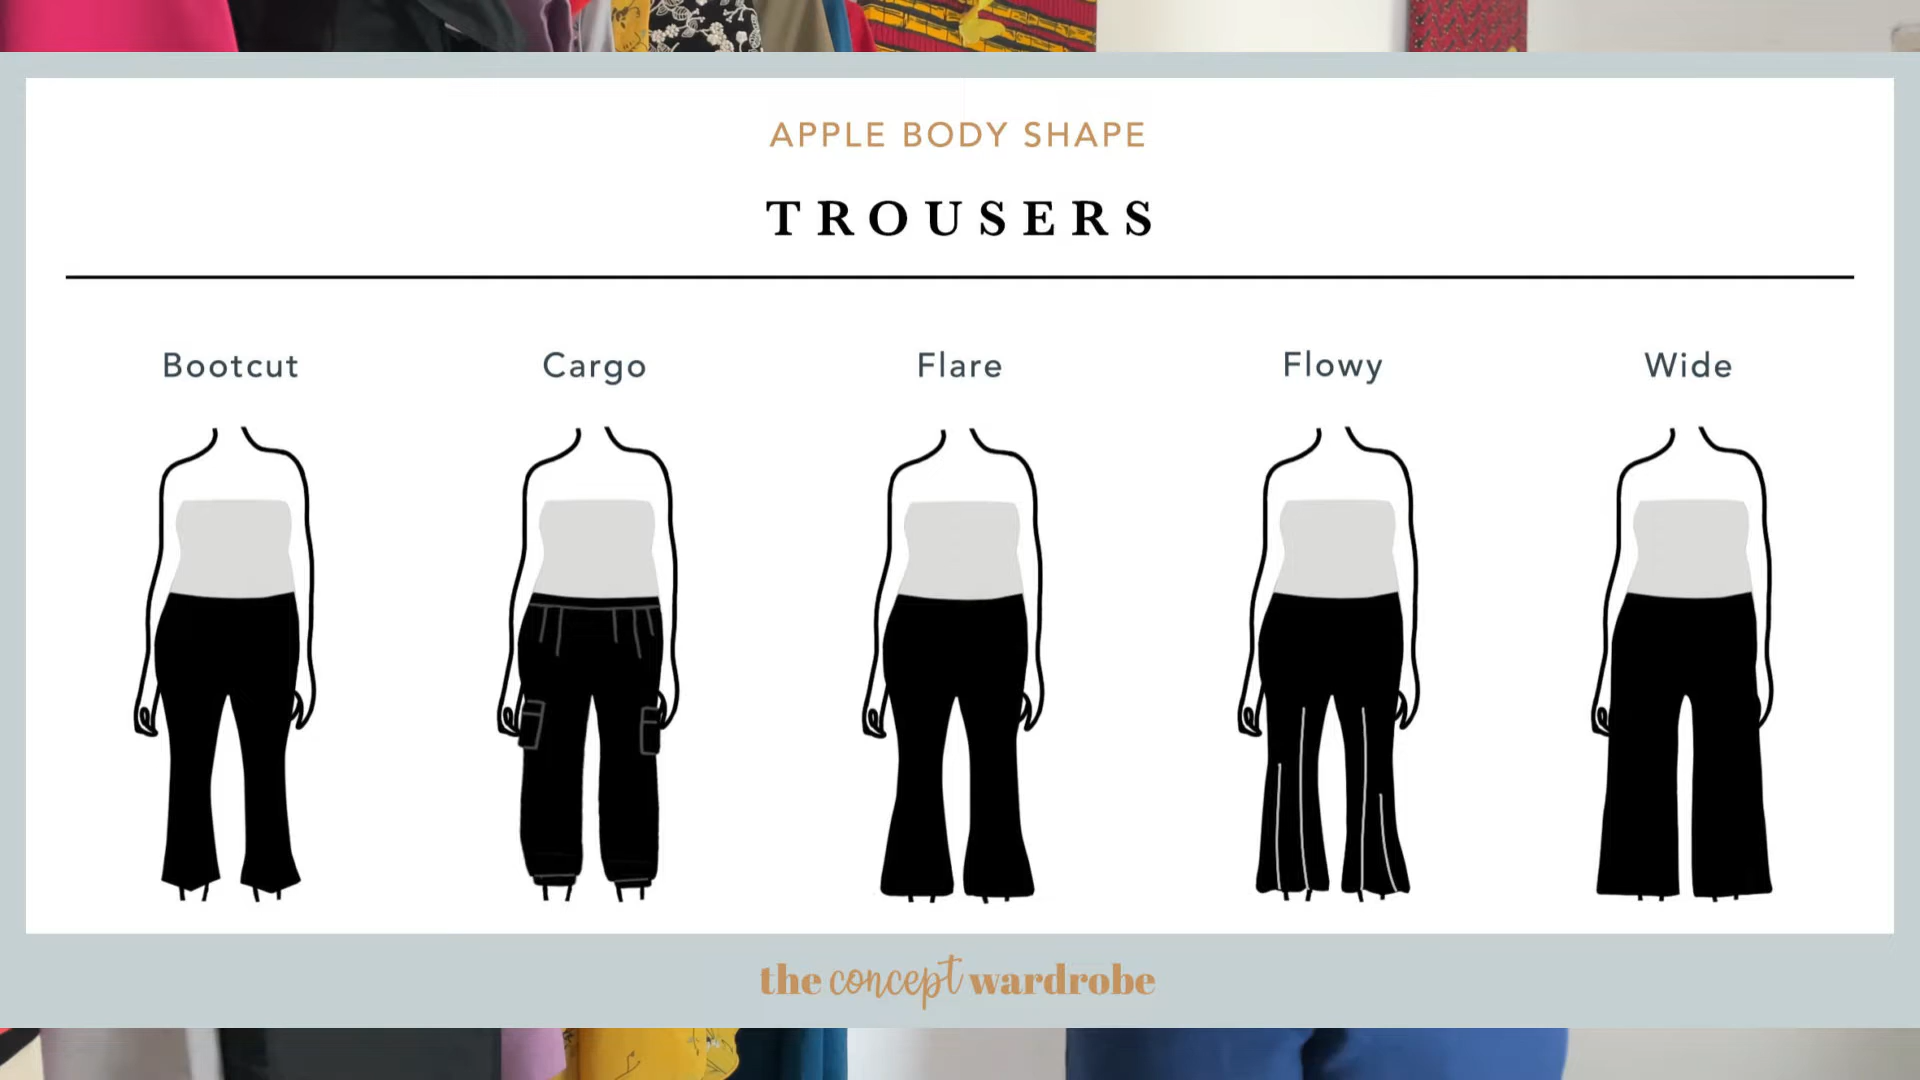 APPLE BODY SHAPE
TROUSERS
Bootcut Cargo Flare Flowy Wide
the concept wardrobe